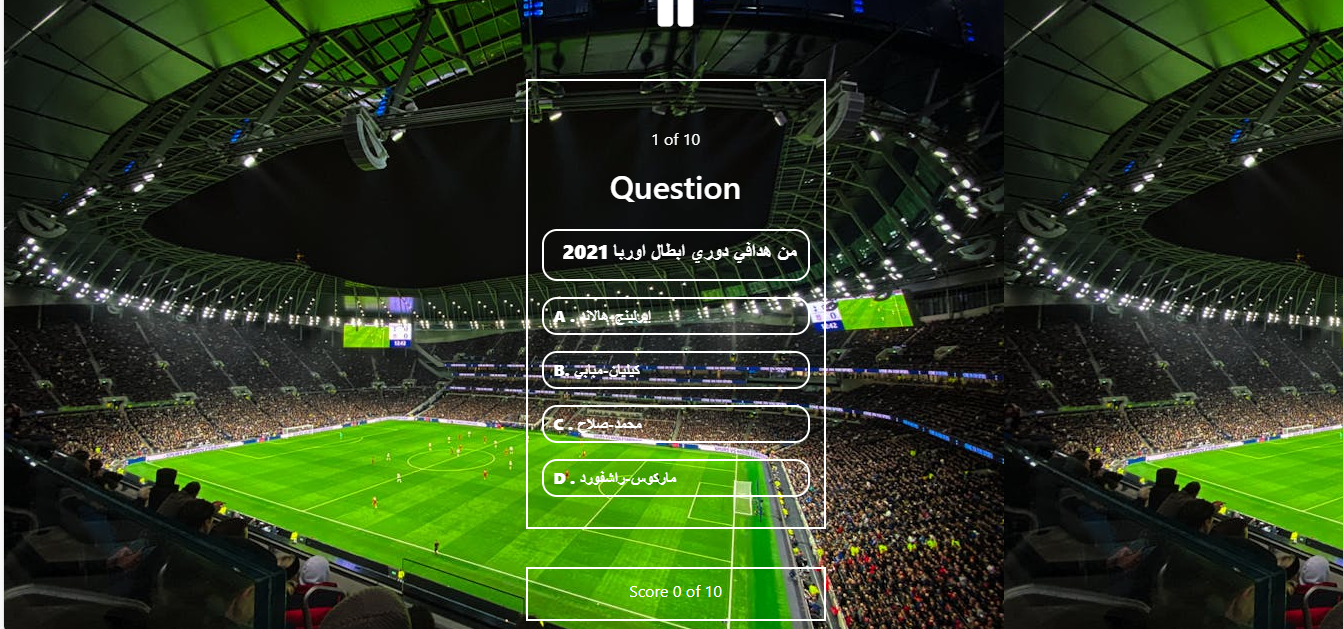 1 of 10
Question
من هدافي دوري ابطال اوربا 2021
A . ايرلينج-هالاند
B. كيليان-مبابي
C . محمد-صلاح
D . ماركوس-راشفورد
Score 0 of 10